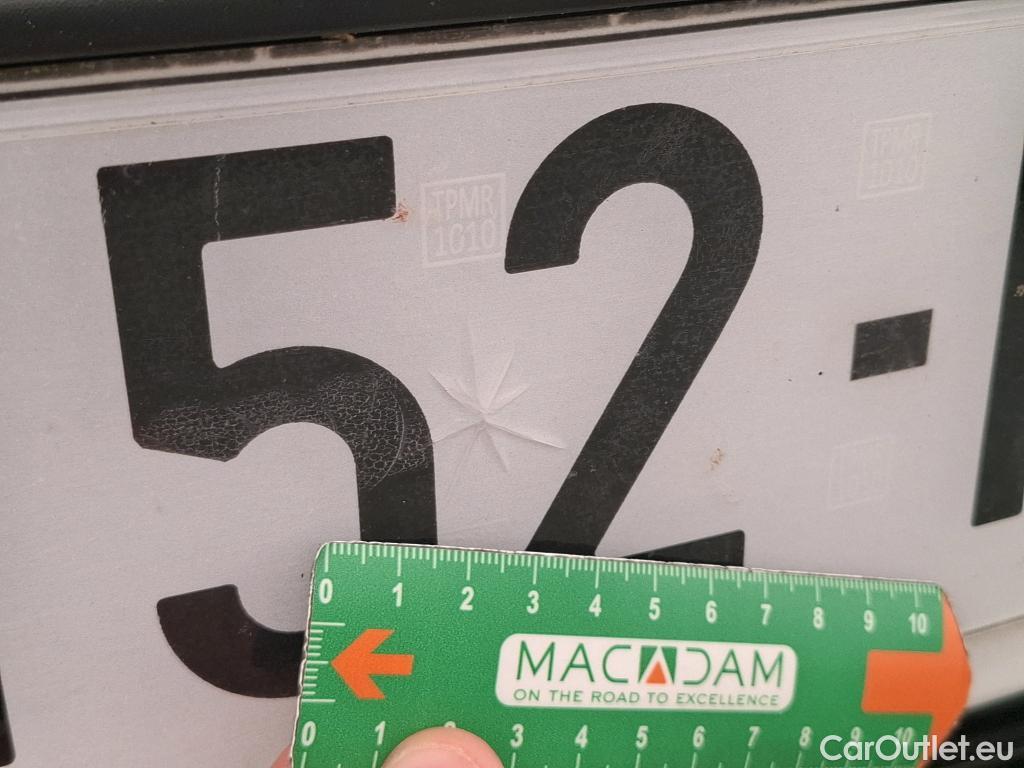 52-
TPMR
1010
TPMR
1010
0 1 2 3 4 5 6 7 8 9 10
MACADAM
ON THE ROAD TO EXCELLENCE
0 1 2 3 4 5 6 7 8 9 10
CarOutlet.eu